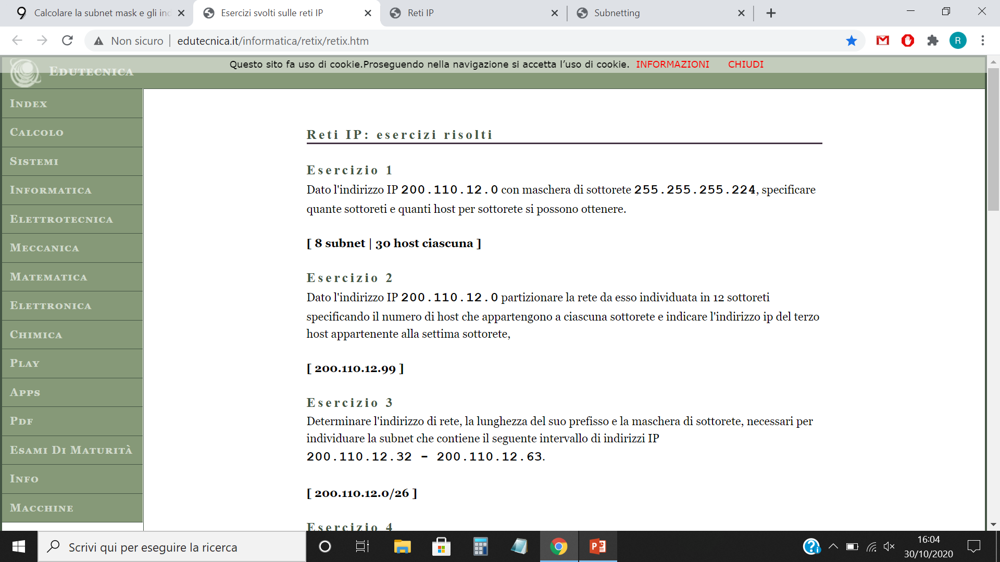 Calcolare la subnet mask e gli ind
Esercizi svolti sulle reti IP
Reti IP
Subnetting
Non sicuro
edutecnica.it/informatica/retix/retix.htm
R
Edutecnica
Questo sito fa uso di cookie.Proseguendo nella navigazione si accetta l’uso di cookie. INFORMAZIONI CHIUDI
Index
Calcolo
Sistemi
Informatica
Elettrotecnica
Meccanica
Matematica
Elettronica
Chimica
Play
Apps
Pdf
Esami Di Maturità
Info
Macchine
Reti IP: esercizi risolti
Esercizio 1
Dato l'indirizzo IP 200.110.12.0 con maschera di sottorete 255.255.255.224, specificare
quante sottoreti e quanti host per sottorete si possono ottenere.
[ 8 subnet | 30 host ciascuna ]
Esercizio 2
Dato l'indirizzo IP 200.110.12.0 partizionare la rete da esso individuata in 12 sottoreti
specificando il numero di host che appartengono a ciascuna sottorete e indicare l'indirizzo ip del terzo
host appartenente alla settima sottorete,
[ 200.110.12.99 ]
Esercizio 3
Determinare l'indirizzo di rete, la lunghezza del suo prefisso e la maschera di sottorete, necessari per
individuare la subnet che contiene il seguente intervallo di indirizzi IP
200.110.12.32 - 200.110.12.63.
[ 200.110.12.0/26 ]
Esercizio 4
Scrivi qui per eseguire la ricerca
16:04
30/10/2020